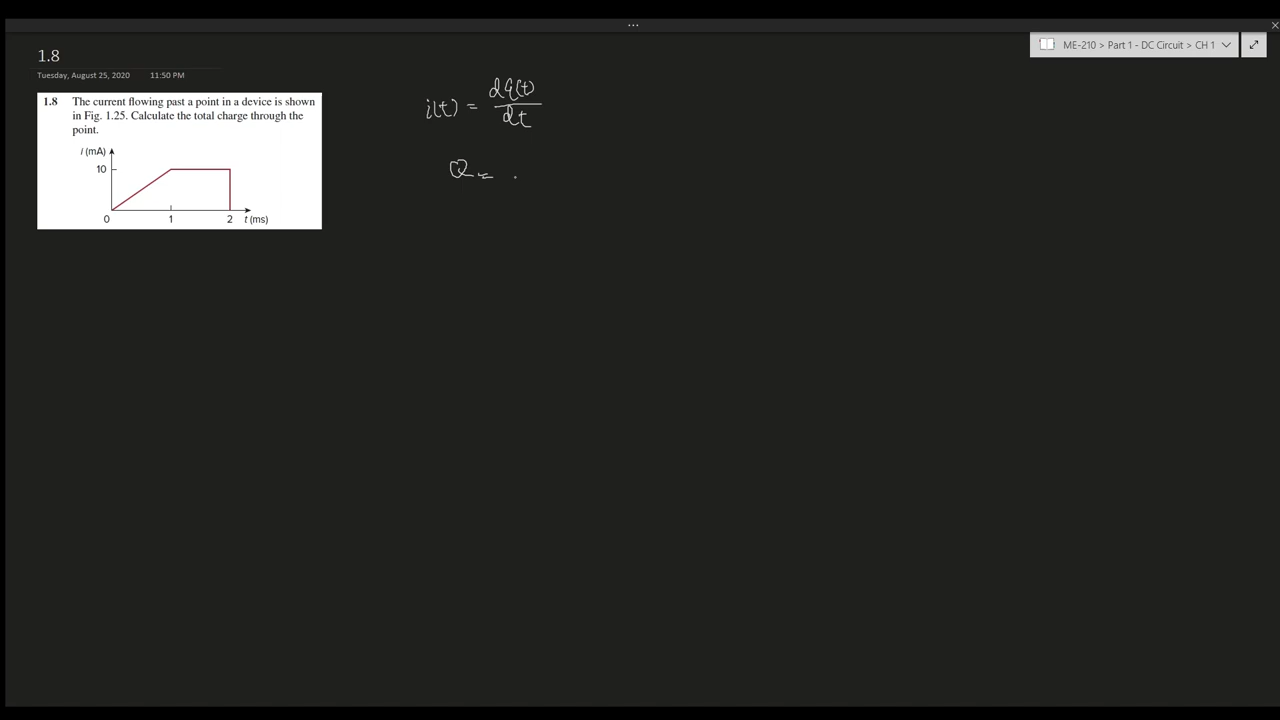 ...
1.8
ME-210 > Part 1 - DC Circuit > CH 1
Tuesday, August 25, 2020 11:50 PM
1.8 The current flowing past a point in a device is shown
in Fig. 1.25. Calculate the total charge through the
point.
i (mA)
10
0 1 2 t (ms)
i(t) = dq(t)/dt
Q =